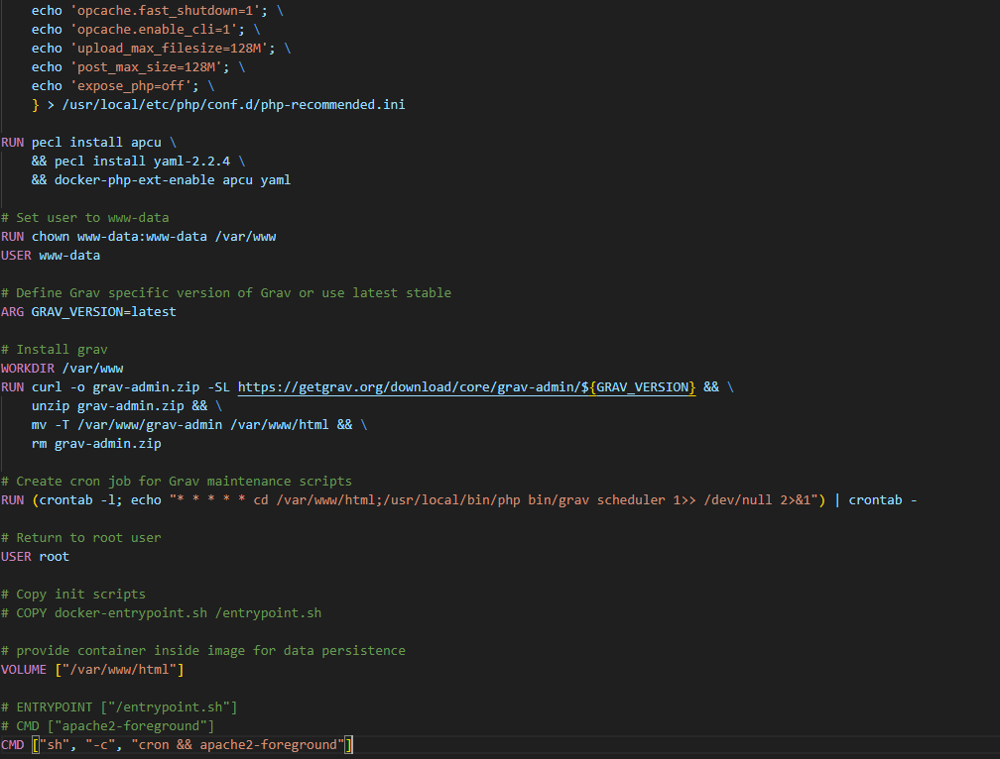 echo 'opcache.fast_shutdown=1'; \
echo 'opcache.enable_cli=1'; \
echo 'upload_max_filesize=128M'; \
echo 'post_max_size=128M'; \
echo 'expose_php=off'; \
} > /usr/local/etc/php/conf.d/php-recommended.ini
RUN pecl install apcu \
&& pecl install yaml-2.2.4 \
&& docker-php-ext-enable apcu yaml
# Set user to www-data
RUN chown www-data:www-data /var/www
USER www-data
# Define Grav specific version of Grav or use latest stable
ARG GRAV_VERSION=latest
# Install grav
WORKDIR /var/www
RUN curl -o grav-admin.zip -SL https://getgrav.org/download/core/grav-admin/${GRAV_VERSION} && \
unzip grav-admin.zip && \
mv -T /var/www/grav-admin /var/www/html && \
rm grav-admin.zip
# Create cron job for Grav maintenance scripts
RUN (crontab -l; echo "* * * * * cd /var/www/html;/usr/local/bin/php bin/grav scheduler 1>> /dev/null 2>&1") | crontab -
# Return to root user
USER root
# Copy init scripts
# COPY docker-entrypoint.sh /entrypoint.sh
# provide container inside image for data persistence
VOLUME ["/var/www/html"]
# ENTRYPOINT ["/entrypoint.sh"]
# CMD ["apache2-foreground"]
CMD ["sh", "-c", "cron && apache2-foreground"]